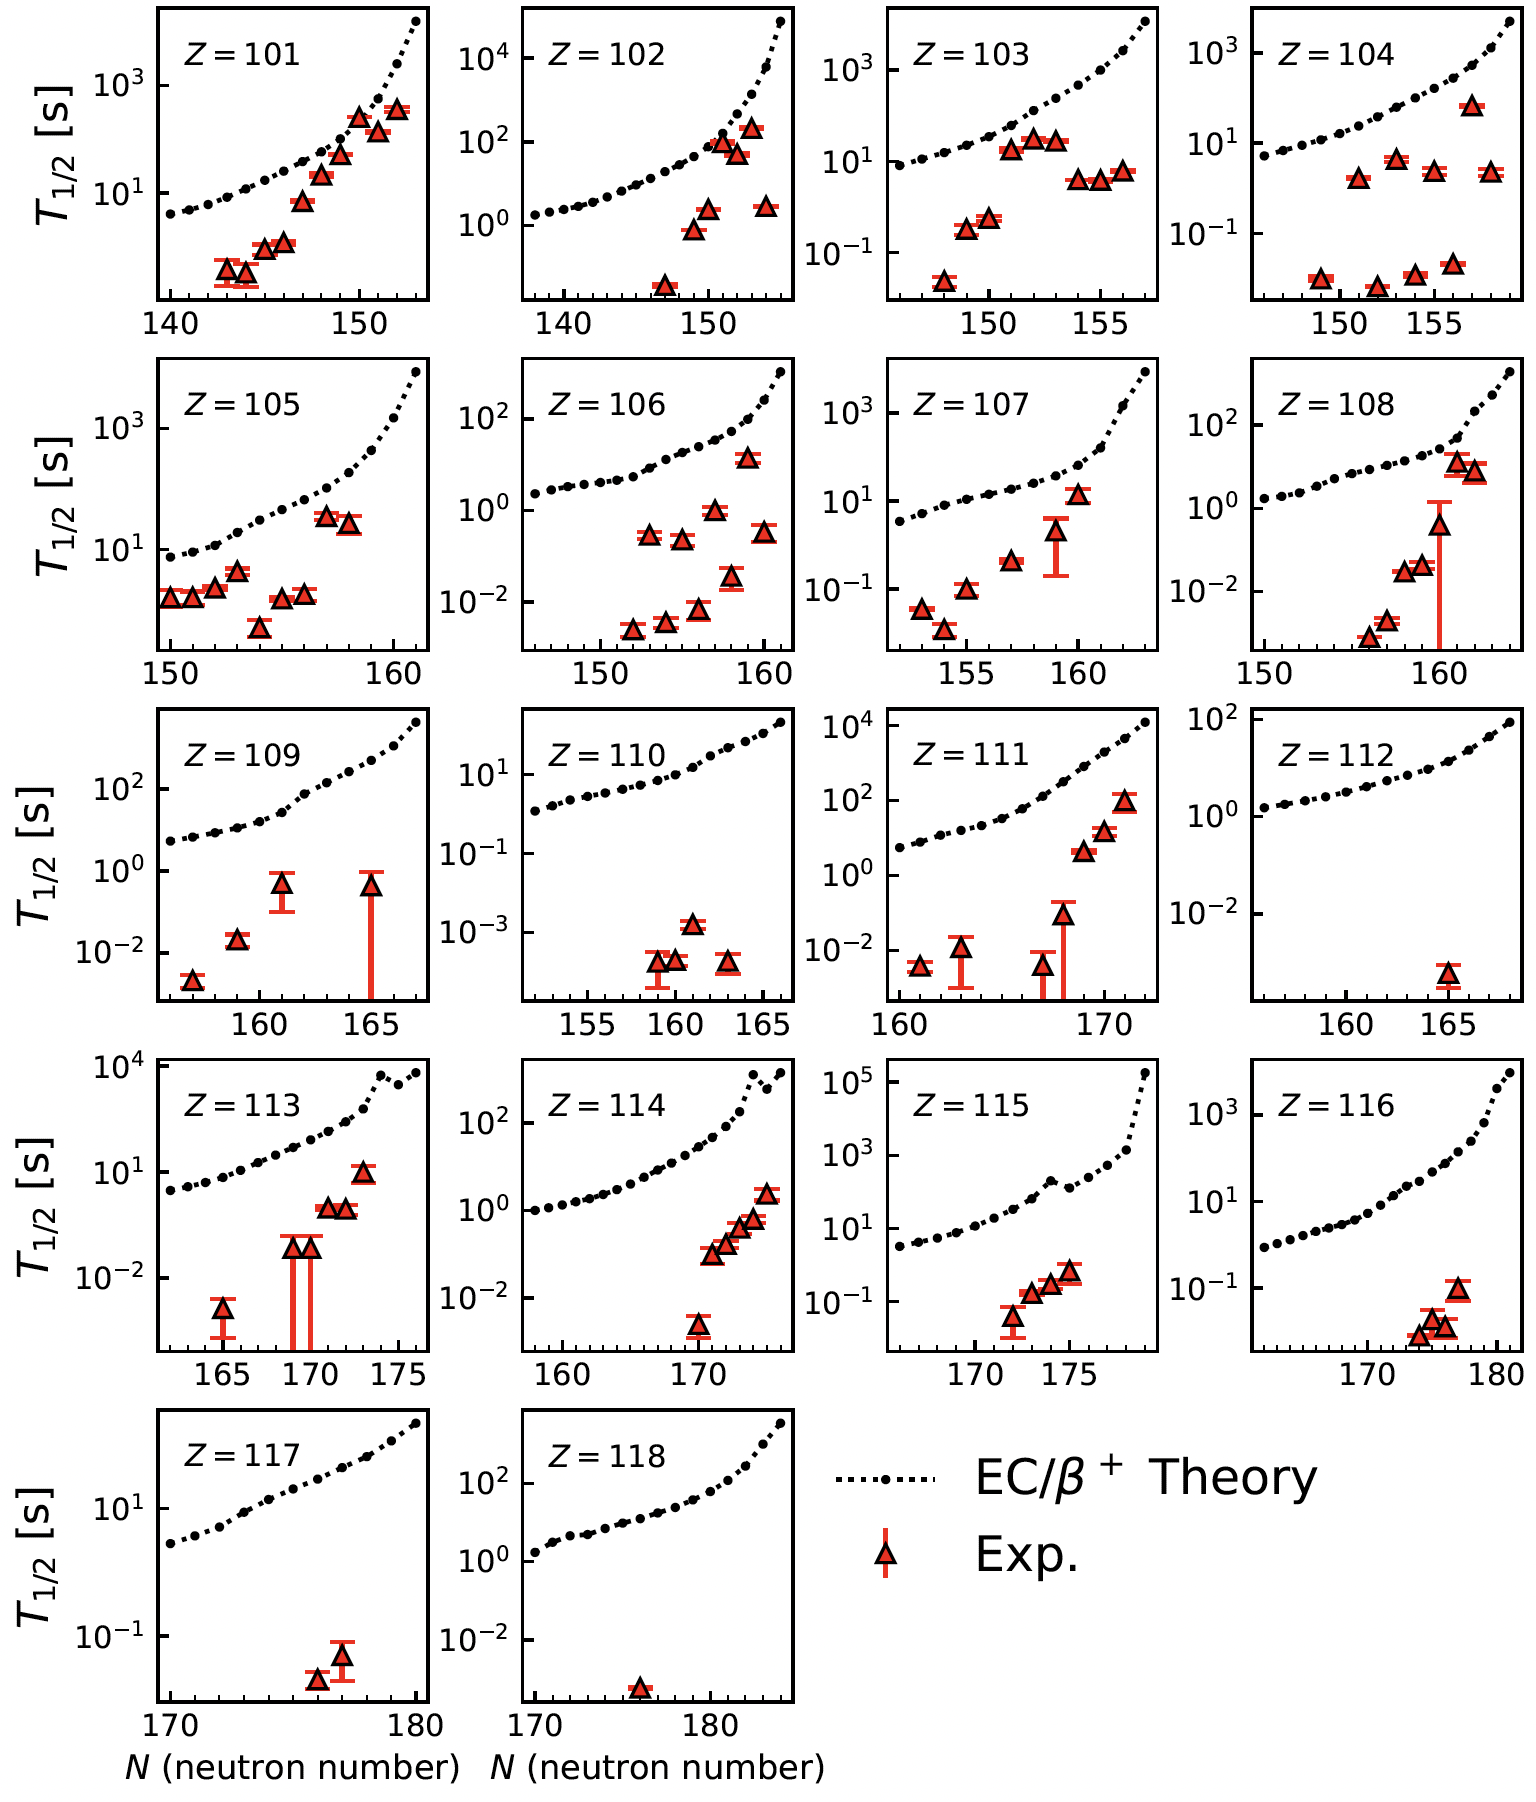 T1/2 [s]
Z = 101
10^3
10^1
140 150
Z = 102
10^4
10^2
10^0
140 150
Z = 103
10^3
10^1
10^−1
150 155
Z = 104
10^3
10^1
10^−1
150 155
T1/2 [s]
Z = 105
10^3
10^1
150 160
Z = 106
10^2
10^0
10^−2
150 160
Z = 107
10^3
10^1
10^−1
155 160
Z = 108
10^2
10^0
10^−2
150 160
T1/2 [s]
Z = 109
10^2
10^0
10^−2
160 165
Z = 110
10^1
10^−1
10^−3
155 160 165
Z = 111
10^4
10^2
10^0
10^−2
160 170
Z = 112
10^2
10^0
10^−2
160 165
T1/2 [s]
Z = 113
10^4
10^1
10^−2
165 170 175
Z = 114
10^2
10^0
10^−2
160 170
Z = 115
10^5
10^3
10^1
10^−1
170 175
Z = 116
10^3
10^1
10^−1
170 180
T1/2 [s]
Z = 117
10^1
10^−1
170 180
N (neutron number)
Z = 118
10^2
10^0
10^−2
170 180
N (neutron number)
EC/β+ Theory
Exp.